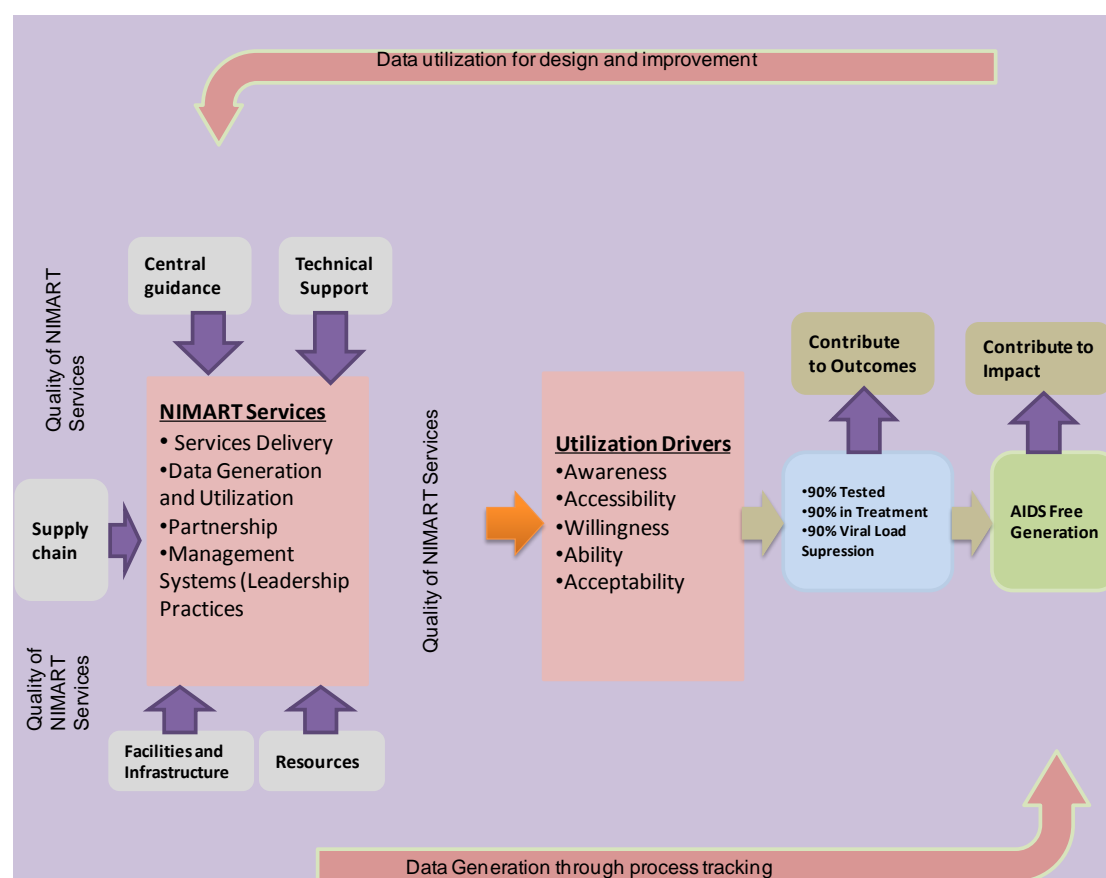 Data utilization for design and improvement
Central
guidance
Technical
Support
Quality of NIMART
Services
NIMART Services
• Services Delivery
•Data Generation
and Utilization
•Partnership
•Management
Systems (Leadership
Practices
Supply
chain
Quality of
NIMART
Services
Facilities and
Infrastructure
Resources
Quality of NIMART Services
Utilization Drivers
•Awareness
•Accessibility
•Willingness
•Ability
•Acceptability
Contribute
to Outcomes
•90% Tested
•90% in Treatment
•90% Viral Load
Supression
Contribute to
Impact
AIDS Free
Generation
Data Generation through process tracking